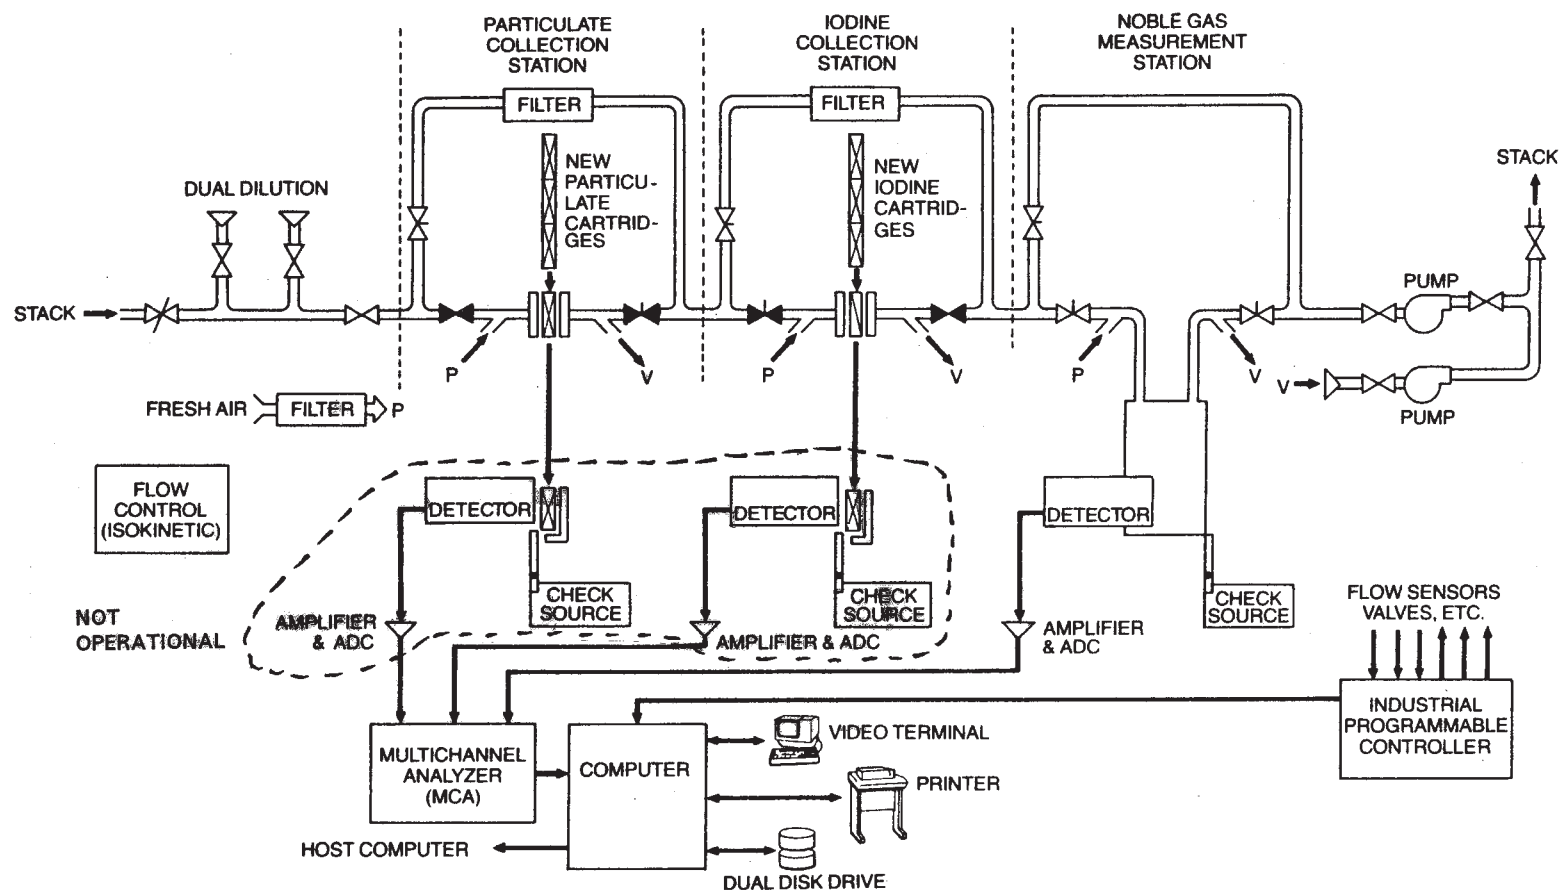 PARTICULATE
COLLECTION
STATION
IODINE
COLLECTION
STATION
NOBLE GAS
MEASUREMENT
STATION
FILTER
FILTER
NEW
PARTICU-
LATE
CARTRID-
GES
NEW
IODINE
CARTRID-
GES
STACK
DUAL DILUTION
PUMP
STACK
P
V
P
V
P
V
V
PUMP
FRESH AIR
FILTER
P
FLOW
CONTROL
(ISOKINETIC)
DETECTOR
DETECTOR
DETECTOR
CHECK
SOURCE
CHECK
SOURCE
CHECK
SOURCE
FLOW SENSORS
VALVES, ETC.
NOT
OPERATIONAL
AMPLIFIER
& ADC
AMPLIFIER & ADC
AMPLIFIER
& ADC
INDUSTRIAL
PROGRAMMABLE
CONTROLLER
MULTICHANNEL
ANALYZER
(MCA)
COMPUTER
VIDEO TERMINAL
PRINTER
HOST COMPUTER
DUAL DISK DRIVE